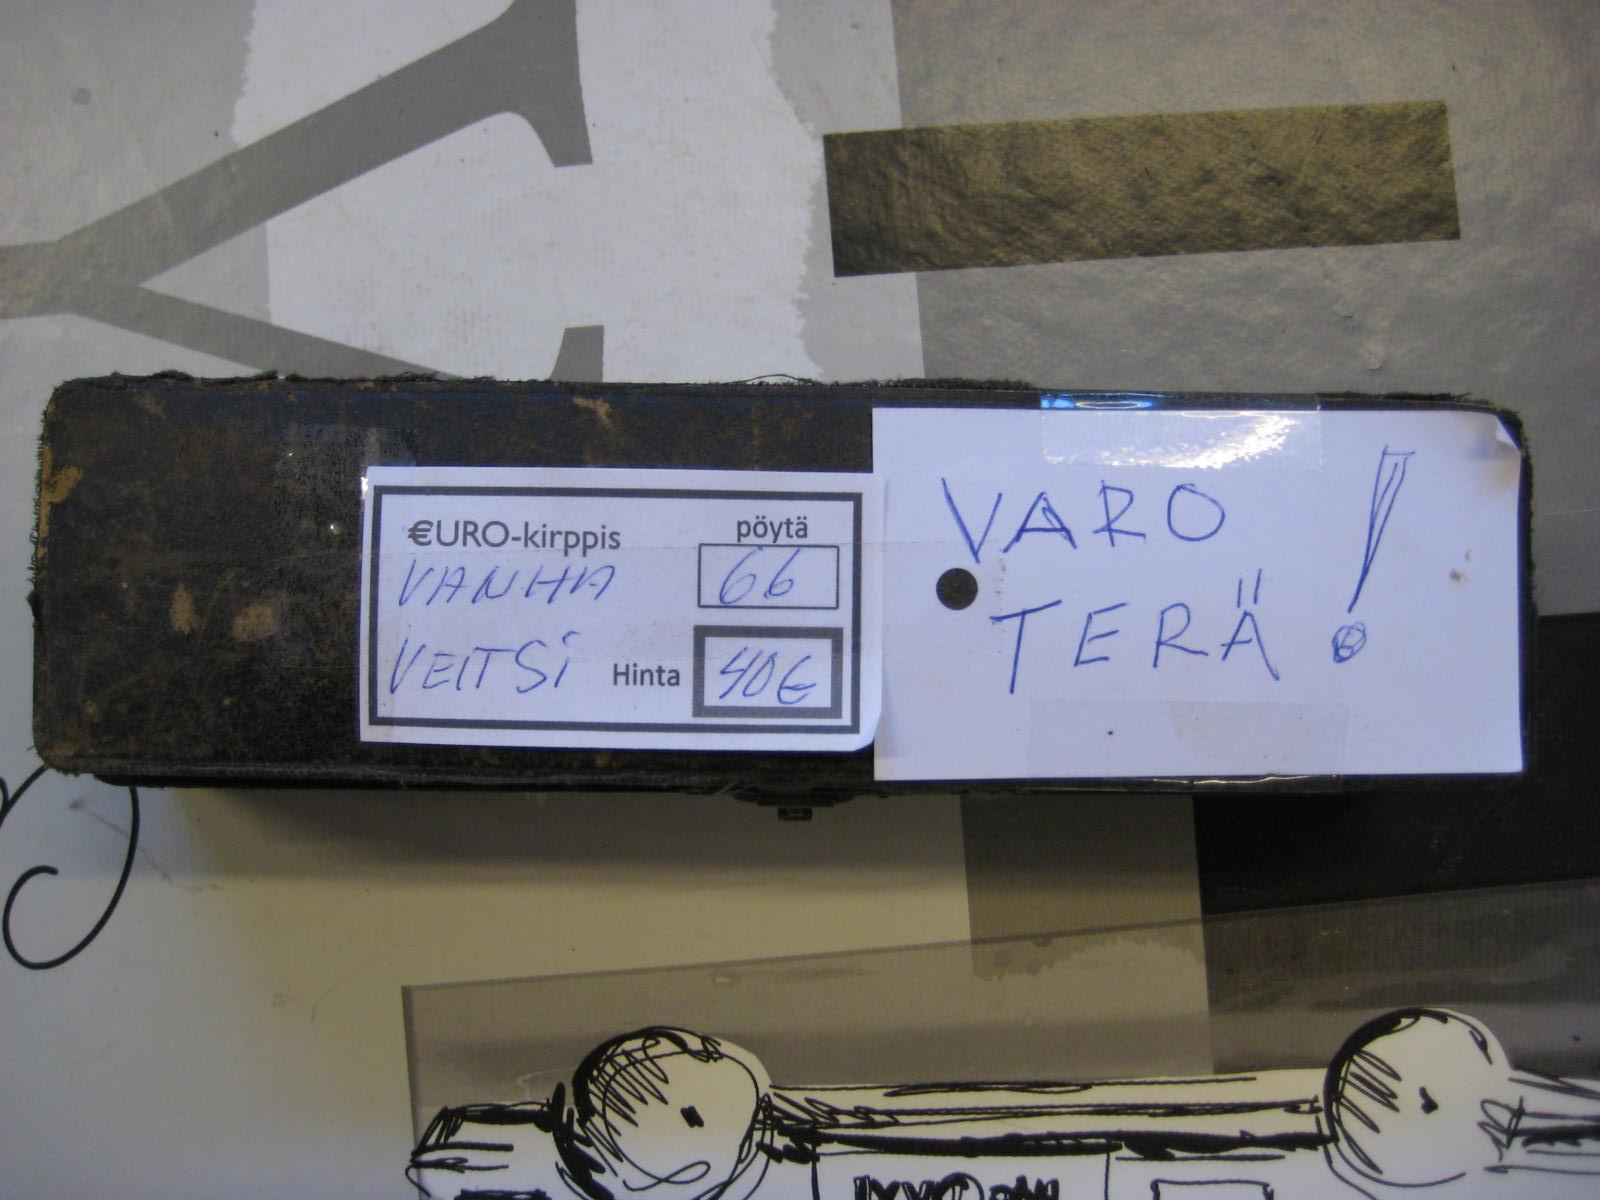 €URO-kirppis
pöytä
VANHA
66
VEITSi
Hinta
40€
VARO
TERÄ!